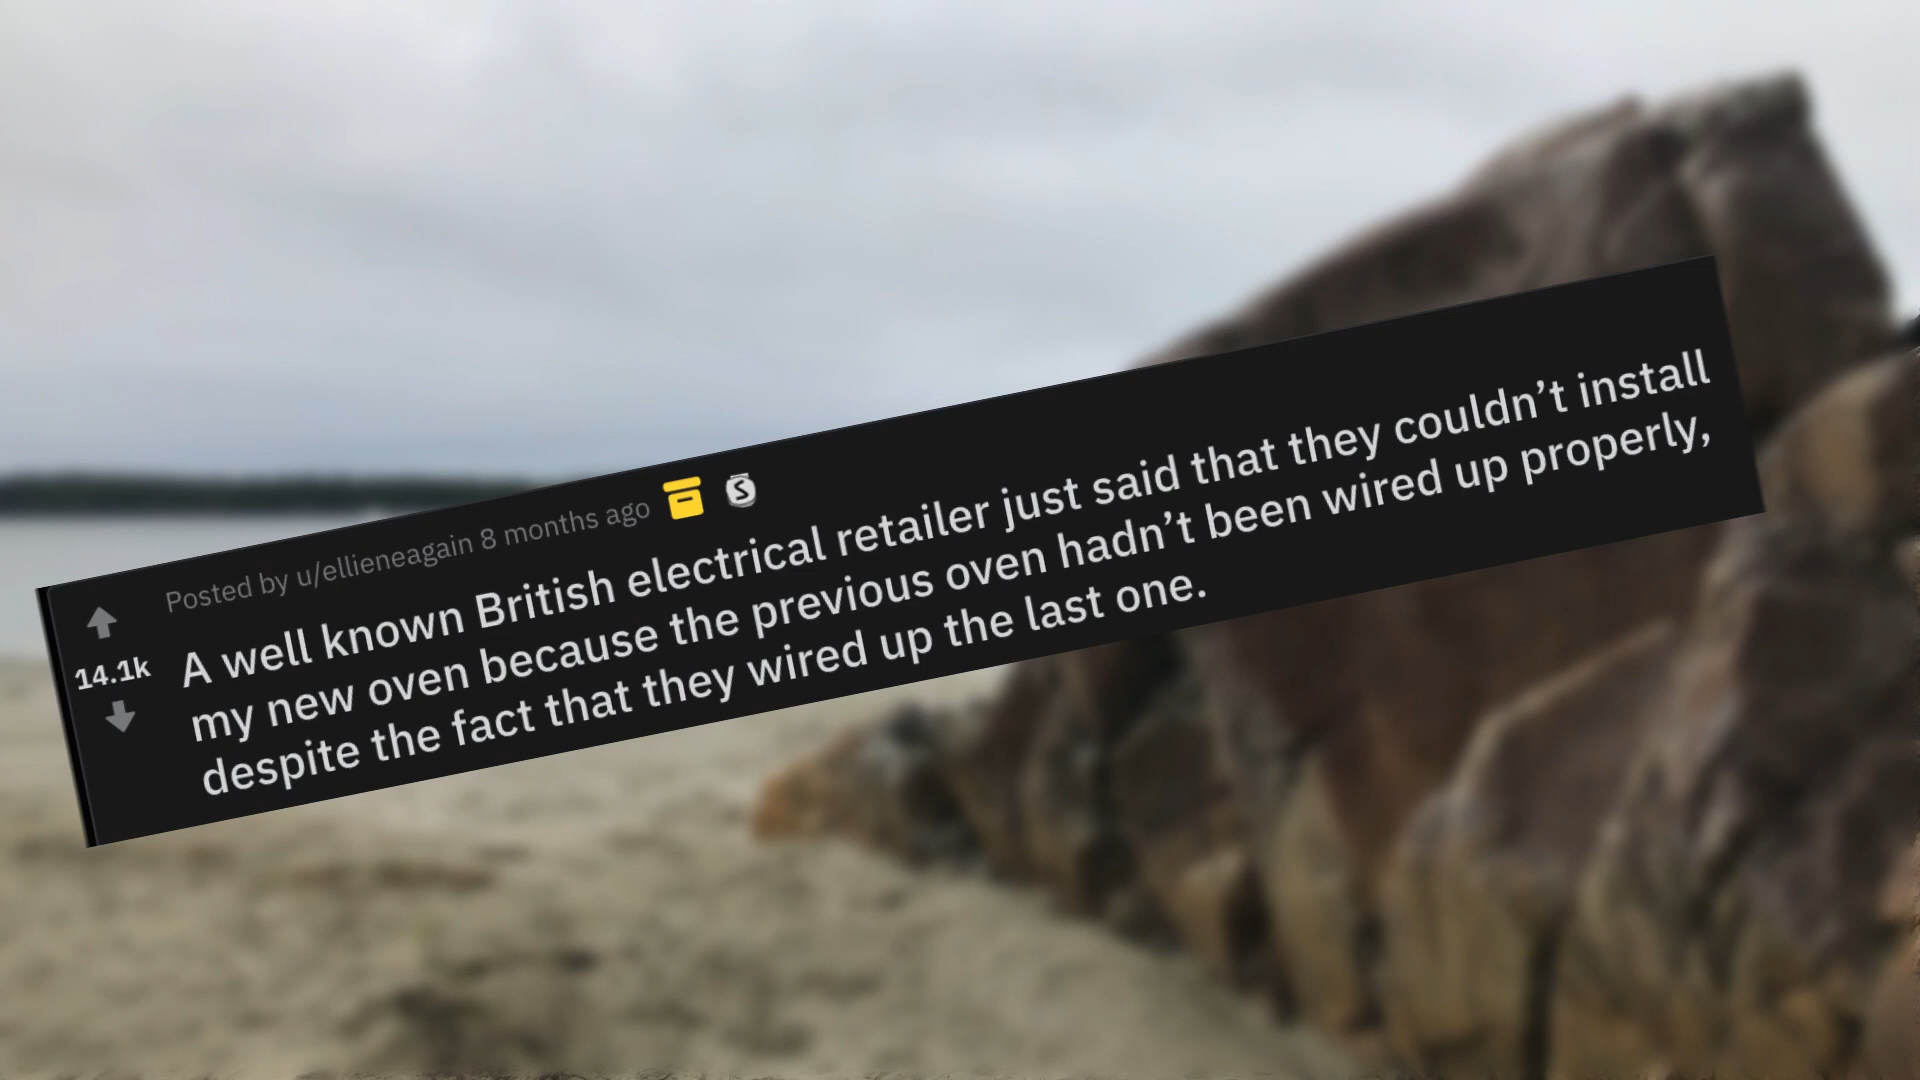 Posted by u/ellieneagain 8 months ago
14.1k
A well known British electrical retailer just said that they couldn’t install
my new oven because the previous oven hadn’t been wired up properly,
despite the fact that they wired up the last one.